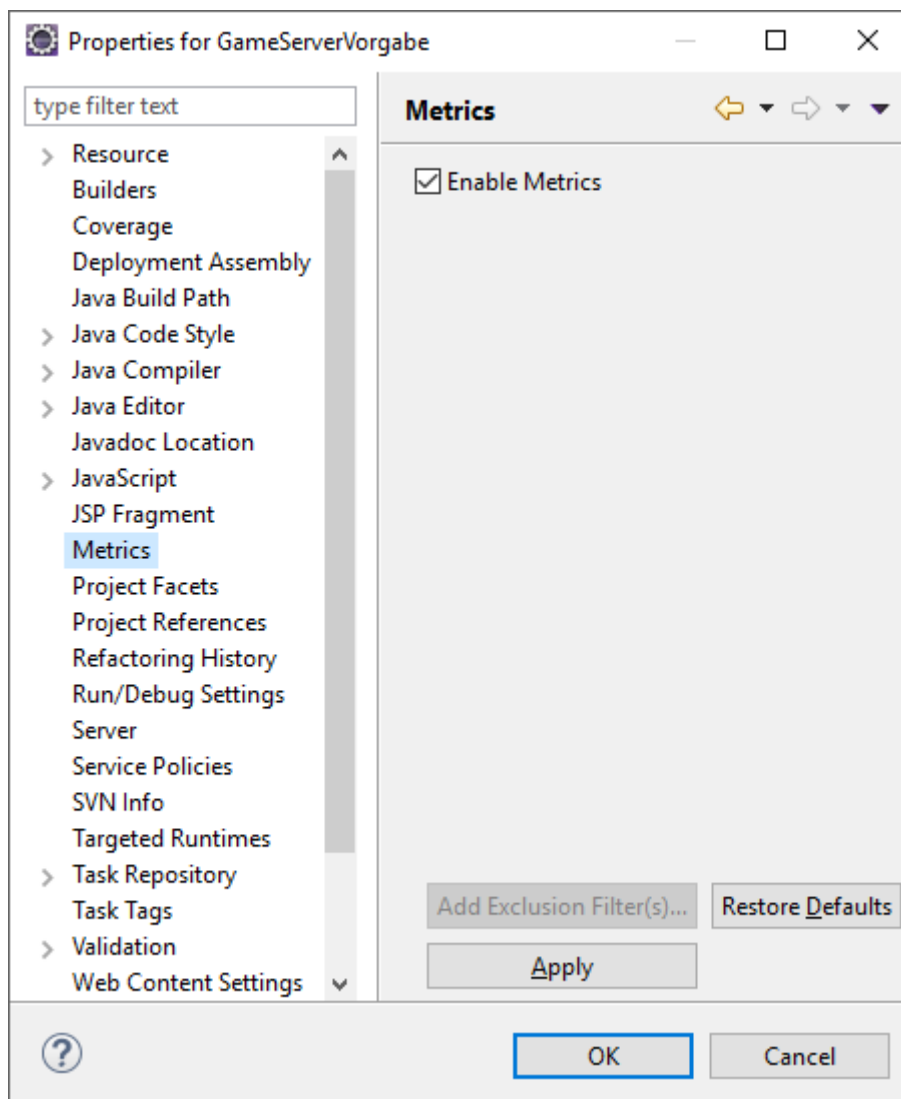 Properties for GameServerVorgabe
type filter text
Resource
Builders
Coverage
Deployment Assembly
Java Build Path
Java Code Style
Java Compiler
Java Editor
Javadoc Location
JavaScript
JSP Fragment
Metrics
Project Facets
Project References
Refactoring History
Run/Debug Settings
Server
Service Policies
SVN Info
Targeted Runtimes
Task Repository
Task Tags
Validation
Web Content Settings
Metrics
Enable Metrics
Add Exclusion Filter(s)... Restore Defaults
Apply
? OK Cancel